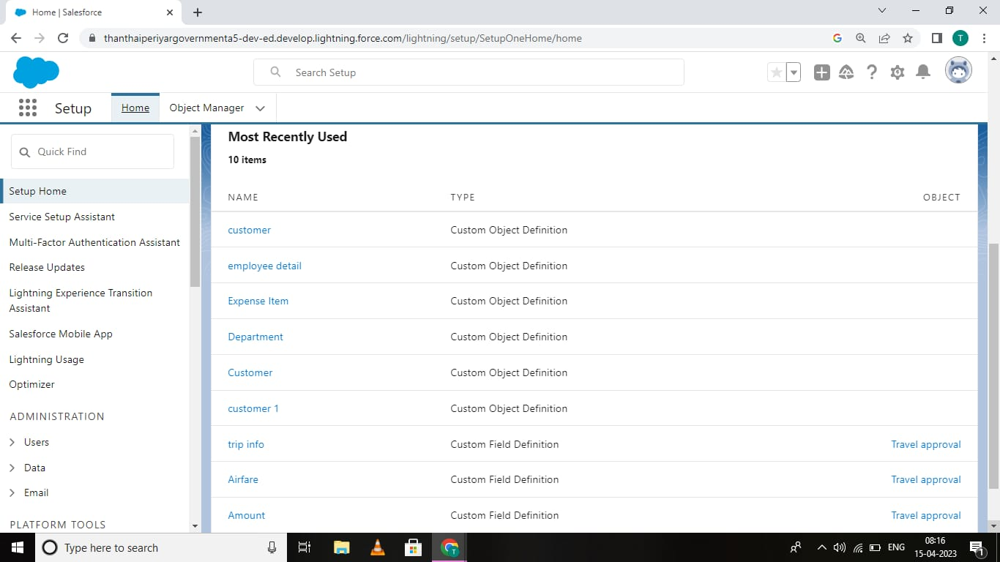 Home | Salesforce
thanthaiperiyargovernmenta5-dev-ed.develop.lightning.force.com/lightning/setup/SetupOneHome/home
T
Search Setup
Setup
Home
Object Manager
Quick Find
Setup Home
Service Setup Assistant
Multi-Factor Authentication Assistant
Release Updates
Lightning Experience Transition
Assistant
Salesforce Mobile App
Lightning Usage
Optimizer
ADMINISTRATION
Users
Data
Email
PLATFORM TOOLS
Most Recently Used
10 items
NAME TYPE OBJECT
customer Custom Object Definition
employee detail Custom Object Definition
Expense Item Custom Object Definition
Department Custom Object Definition
Customer Custom Object Definition
customer 1 Custom Object Definition
trip info Custom Field Definition Travel approval
Airfare Custom Field Definition Travel approval
Amount Custom Field Definition Travel approval
Type here to search
T
ENG
08:16
15-04-2023
1